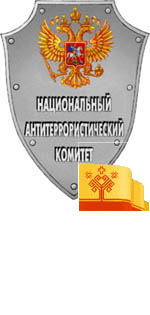 НАЦИОНАЛЬНЫЙ
АНТИТЕРРОРИСТИЧЕСКИЙ
КОМИТЕТ